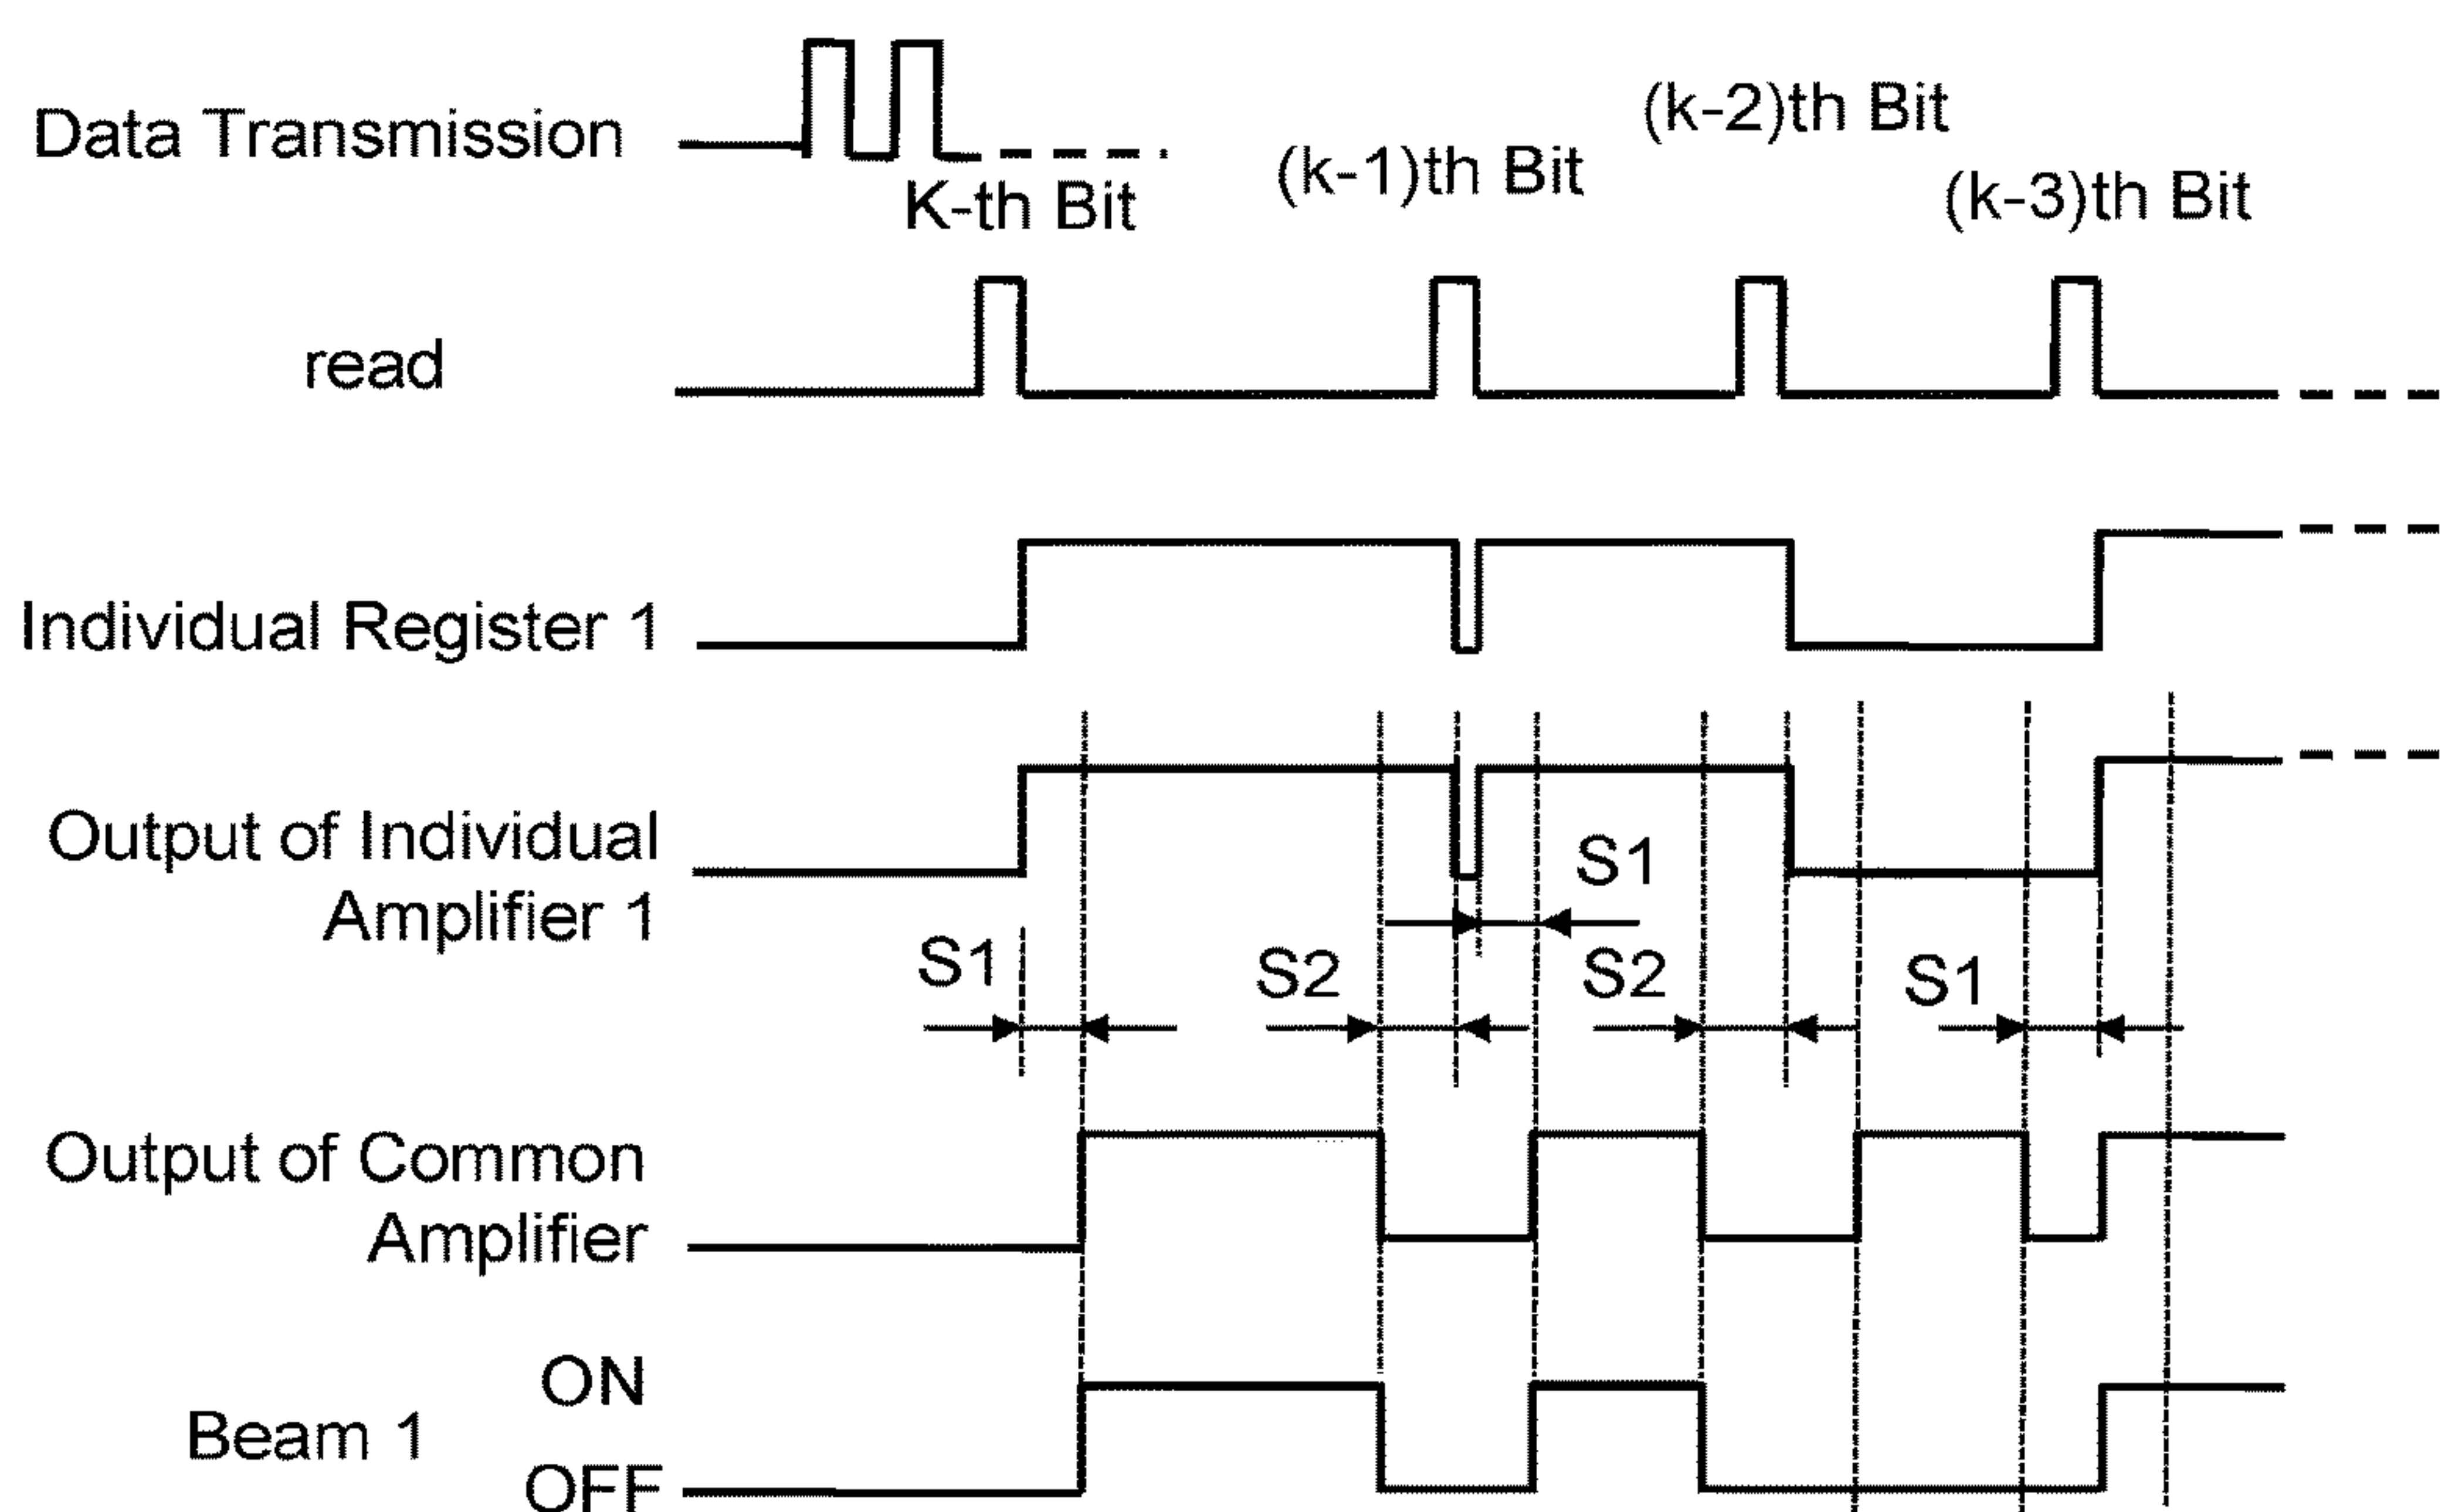 Data Transmission
K-th Bit
(k-1)th Bit
(k-2)th Bit
(k-3)th Bit
read
Individual Register 1
Output of Individual
Amplifier 1
S1
S2
S1
S2
S1
Output of Common
Amplifier
Beam 1
ON
OFF